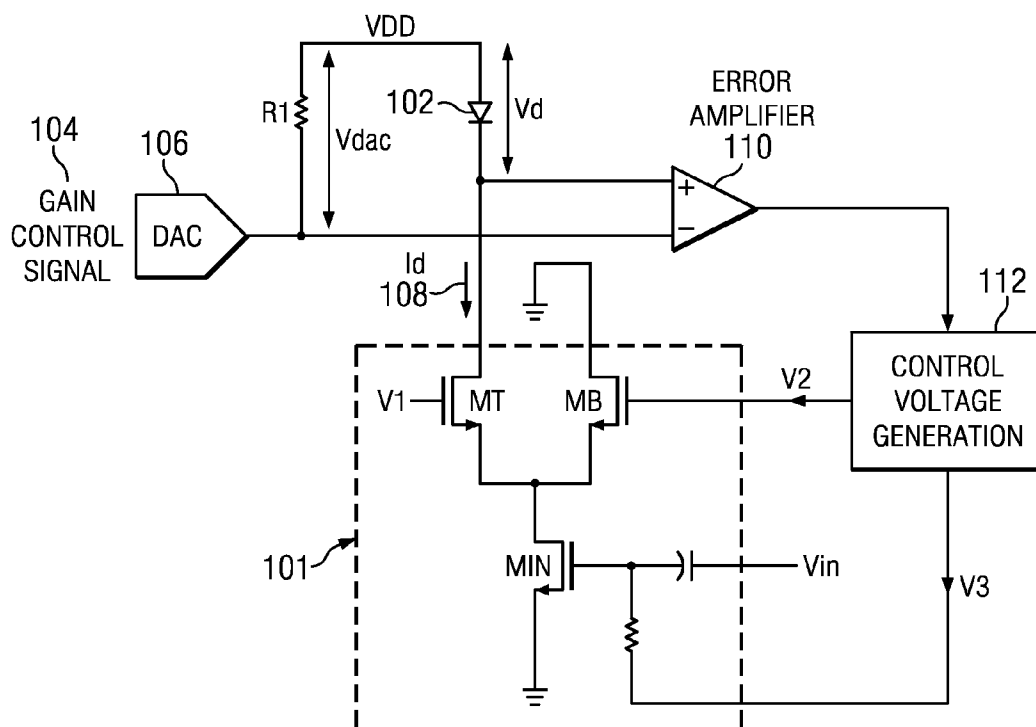 VDD
102
Vd
R1
Vdac
ERROR
AMPLIFIER
110
+
−
104
GAIN
CONTROL
SIGNAL
106
DAC
Id
108
112
CONTROL
VOLTAGE
GENERATION
V1
MT
MB
V2
101
MIN
Vin
V3